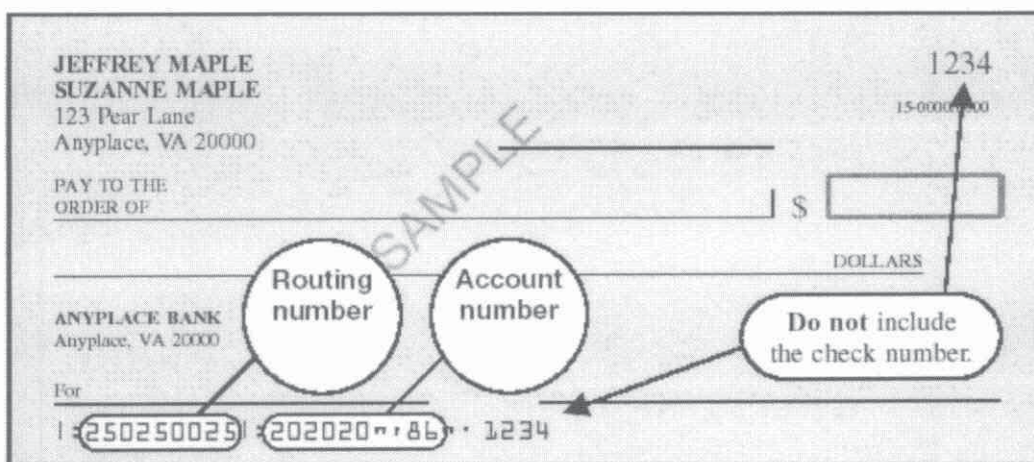 JEFFREY MAPLE
SUZANNE MAPLE
123 Pear Lane
Anyplace, VA 20000
1234
SAMPLE
PAY TO THE
ORDER OF
$
DOLLARS
Routing
number
Account
number
ANYPLACE BANK
Anyplace, VA 20000
Do not include
the check number.
For
250250025 202020 86 1234